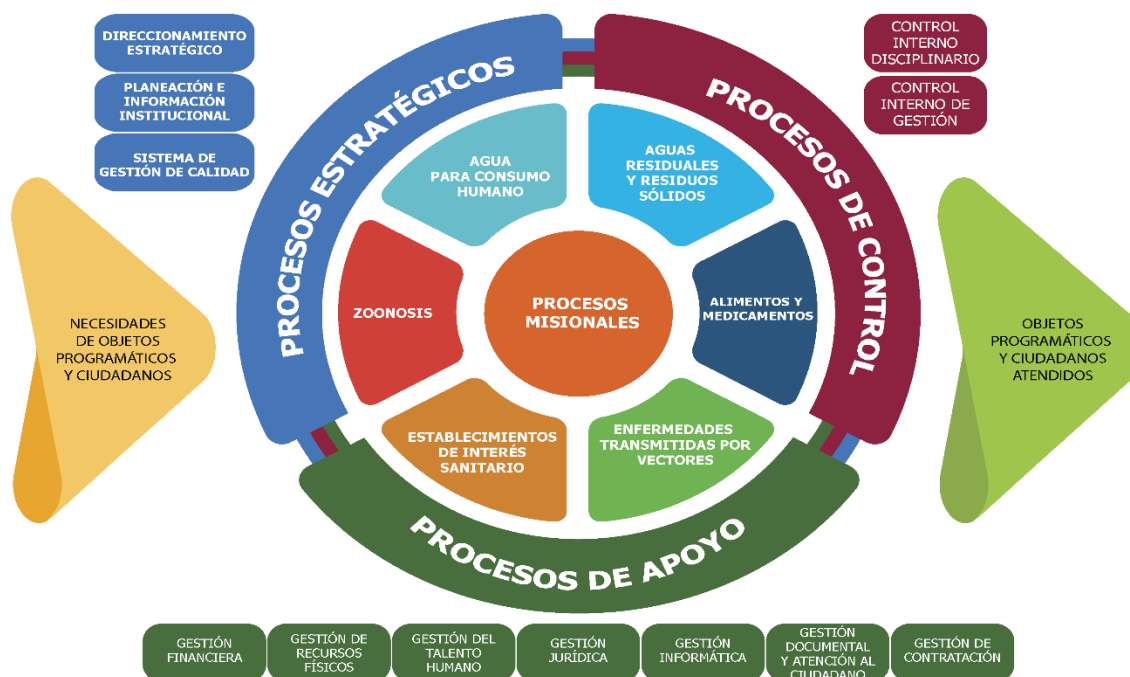 DIRECCIONAMIENTO
ESTRATÉGICO
PLANEACIÓN E
INFORMACIÓN
INSTITUCIONAL
SISTEMA DE
GESTIÓN DE CALIDAD
CONTROL
INTERNO
DISCIPLINARIO
CONTROL
INTERNO DE
GESTIÓN
PROCESOS ESTRATÉGICOS
PROCESOS DE CONTROL
AGUA
PARA CONSUMO
HUMANO
AGUAS
RESIDUALES
Y RESIDUOS
SÓLIDOS
ZOONOSIS
PROCESOS
MISIONALES
ALIMENTOS Y
MEDICAMENTOS
ESTABLECIMIENTOS
DE INTERÉS
SANITARIO
ENFERMEDADES
TRANSMITIDAS POR
VECTORES
NECESIDADES
DE OBJETOS
PROGRAMÁTICOS
Y CIUDADANOS
OBJETOS
PROGRAMÁTICOS
Y CIUDADANOS
ATENDIDOS
PROCESOS DE APOYO
GESTIÓN
FINANCIERA
GESTIÓN DE
RECURSOS
FÍSICOS
GESTIÓN DEL
TALENTO
HUMANO
GESTIÓN
JURÍDICA
GESTIÓN
INFORMÁTICA
GESTIÓN
DOCUMENTAL
Y ATENCIÓN AL
CIUDADANO
GESTIÓN DE
CONTRATACIÓN